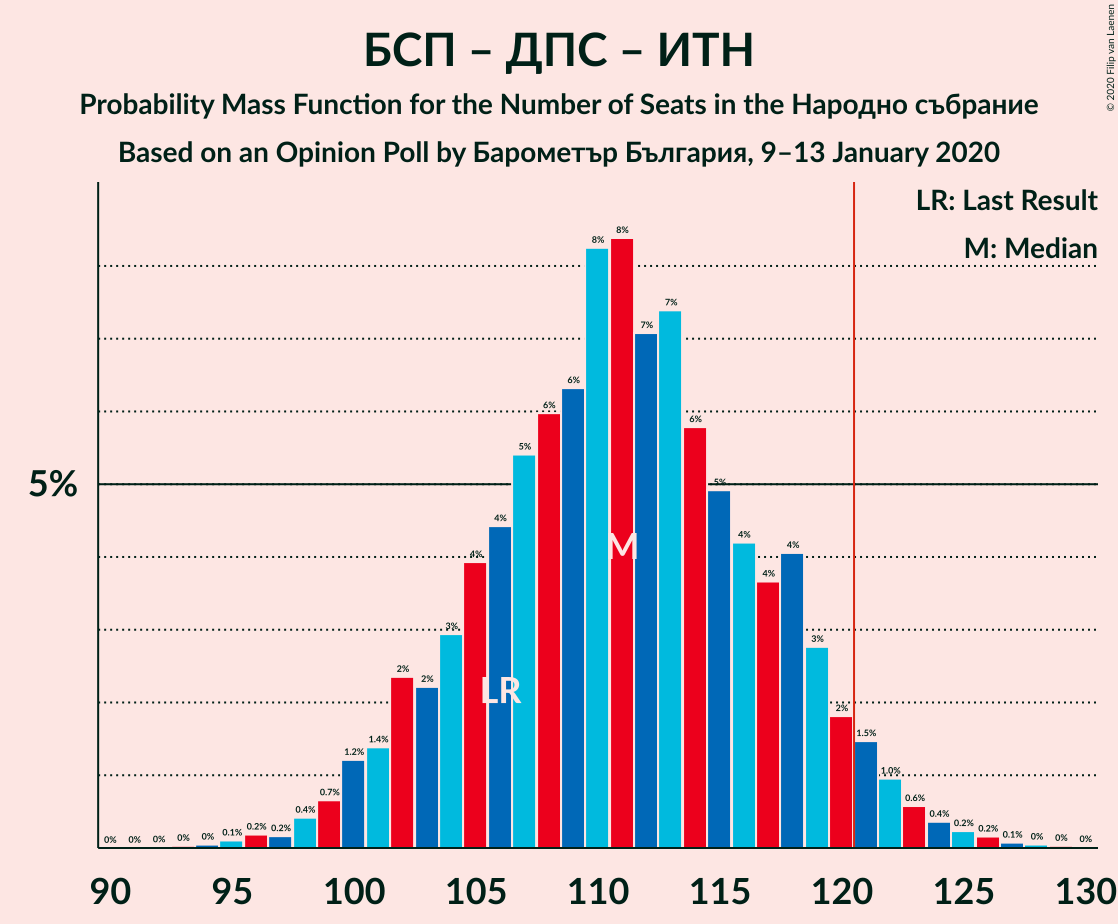 БСП – ДПС – ИТН
Probability Mass Function for the Number of Seats in the Народно събрание
Based on an Opinion Poll by Барометър България, 9–13 January 2020
© 2020 Filip van Laenen
LR: Last Result
M: Median
5%
0% 0% 0% 0% 0% 0.1% 0.2% 0.2% 0.4% 0.7% 1.2% 1.4% 2% 2% 3% 4% 4% 5% 6% 6% 8% 8% 7% 7% 6% 5% 4% 4% 4% 3% 2% 1.5% 1.0% 0.6% 0.4% 0.2% 0.2% 0.1% 0% 0% 0%
M
LR
90 95 100 105 110 115 120 125 130